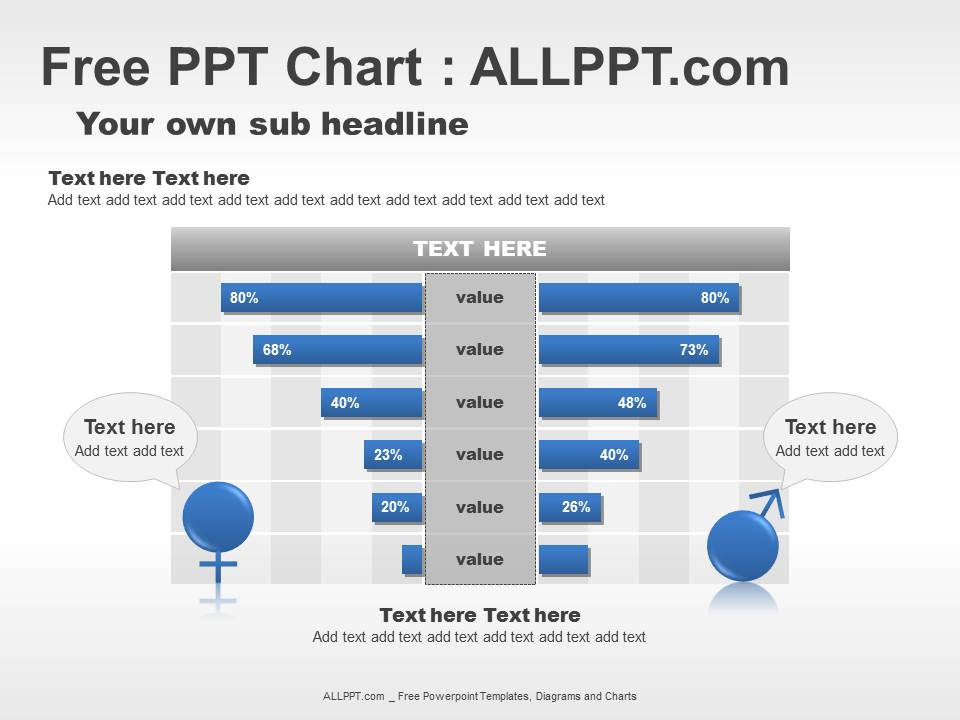 Free PPT Chart : ALLPPT.com
Your own sub headline
Text here Text here
Add text add text add text add text add text add text add text add text add text add text
TEXT HERE
80% value 80%
68% value 73%
40% value 48%
23% value 40%
20% value 26%
value
Text here
Add text add text
Text here
Add text add text
Text here Text here
Add text add text add text add text add text add text
ALLPPT.com _ Free Powerpoint Templates, Diagrams and Charts